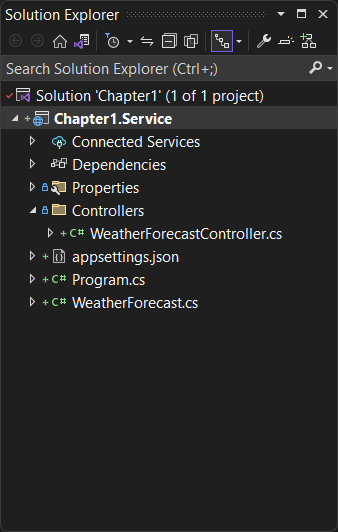 Solution Explorer
Search Solution Explorer (Ctrl+;)
Solution 'Chapter1' (1 of 1 project)
Chapter1.Service
Connected Services
Dependencies
Properties
Controllers
C# WeatherForecastController.cs
appsettings.json
C# Program.cs
C# WeatherForecast.cs